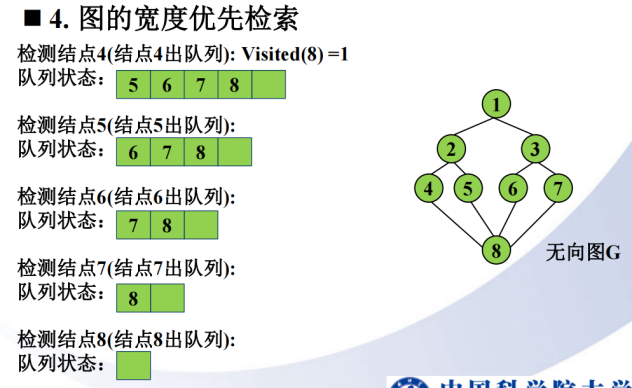 ■ 4. 图的宽度优先检索
检测结点4(结点4出队列): Visited(8) =1
队列状态: 5 6 7 8
检测结点5(结点5出队列):
队列状态: 6 7 8
检测结点6(结点6出队列):
队列状态: 7 8
检测结点7(结点7出队列):
队列状态: 8
检测结点8(结点8出队列):
队列状态:
1
2 3
4 5 6 7
8
无向图G